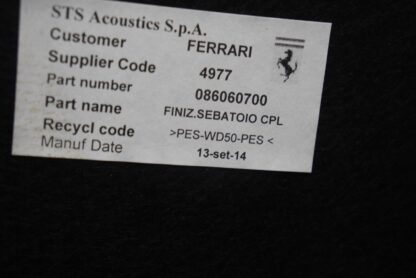 STS Acoustics S.p.A.
Customer FERRARI
Supplier Code 4977
Part number 086060700
Part name FINIZ.SEBATOIO CPL
Recycl code >PES-WD50-PES <
Manuf Date 13-set-14